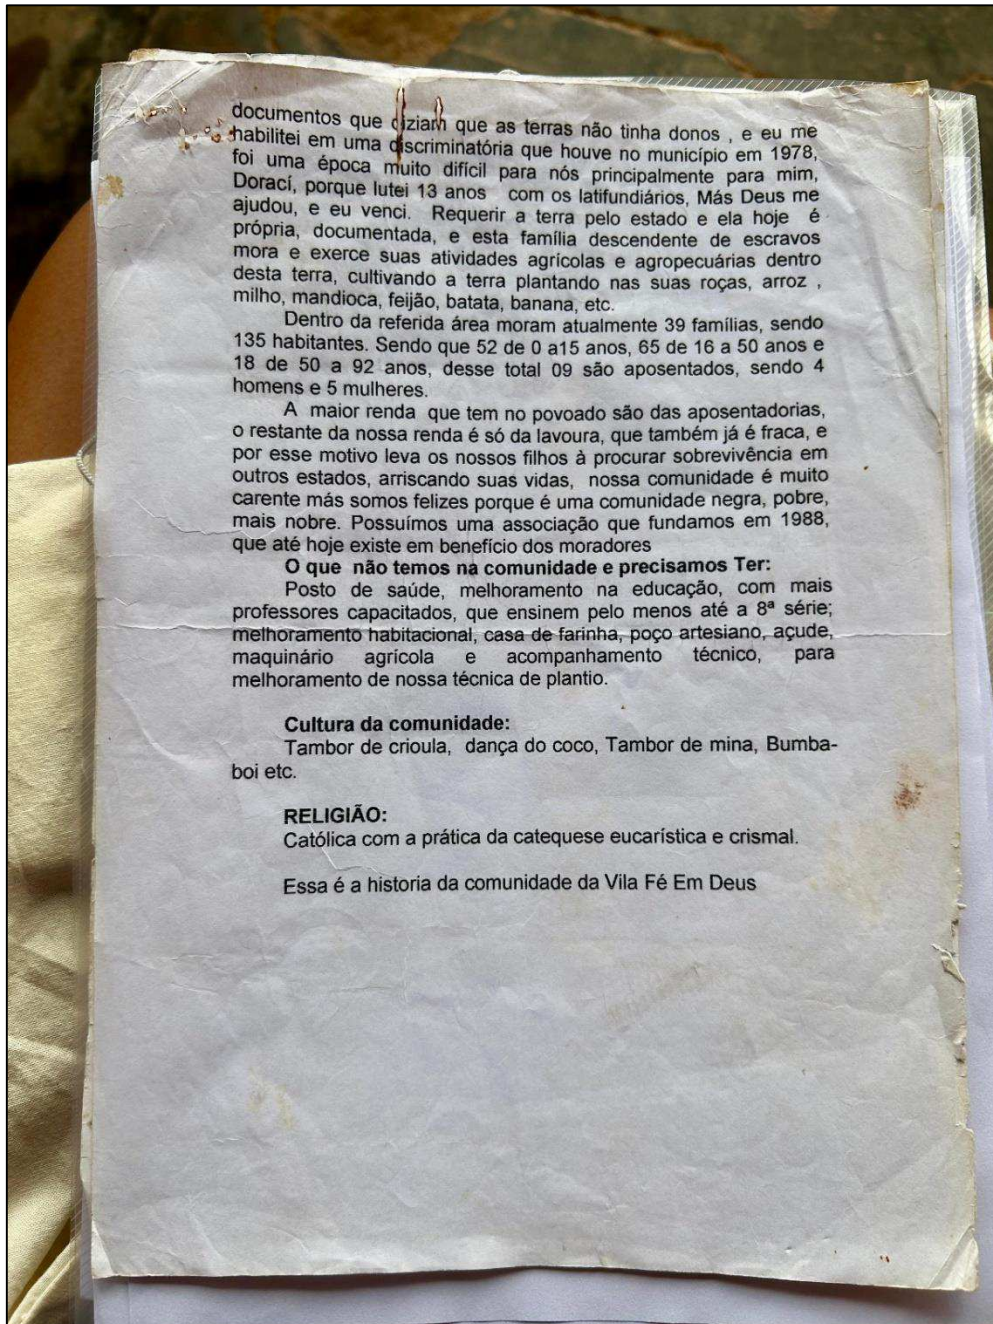 documentos que diziam que as terras não tinha donos , e eu me
habilitei em uma discriminatória que houve no município em 1978,
foi uma época muito difícil para nós principalmente para mim,
Dorací, porque lutei 13 anos com os latifundiários, Más Deus me
ajudou, e eu venci. Requerir a terra pelo estado e ela hoje é
própria, documentada, e esta família descendente de escravos
mora e exerce suas atividades agrícolas e agropecuárias dentro
desta terra, cultivando a terra plantando nas suas roças, arroz ,
milho, mandioca, feijão, batata, banana, etc.
Dentro da referida área moram atualmente 39 famílias, sendo
135 habitantes. Sendo que 52 de 0 a15 anos, 65 de 16 a 50 anos e
18 de 50 a 92 anos, desse total 09 são aposentados, sendo 4
homens e 5 mulheres.
A maior renda que tem no povoado são das aposentadorias,
o restante da nossa renda é só da lavoura, que também já é fraca, e
por esse motivo leva os nossos filhos à procurar sobrevivência em
outros estados, arriscando suas vidas, nossa comunidade é muito
carente más somos felizes porque é uma comunidade negra, pobre,
mais nobre. Possuímos uma associação que fundamos em 1988,
que até hoje existe em benefício dos moradores
O que não temos na comunidade e precisamos Ter:
Posto de saúde, melhoramento na educação, com mais
professores capacitados, que ensinem pelo menos até a 8ª série;
melhoramento habitacional, casa de farinha, poço artesiano, açude,
maquinário agrícola e acompanhamento técnico, para
melhoramento de nossa técnica de plantio.
Cultura da comunidade:
Tambor de crioula, dança do coco, Tambor de mina, Bumba-
boi etc.
RELIGIÃO:
Católica com a prática da catequese eucarística e crismal.
Essa é a historia da comunidade da Vila Fé Em Deus